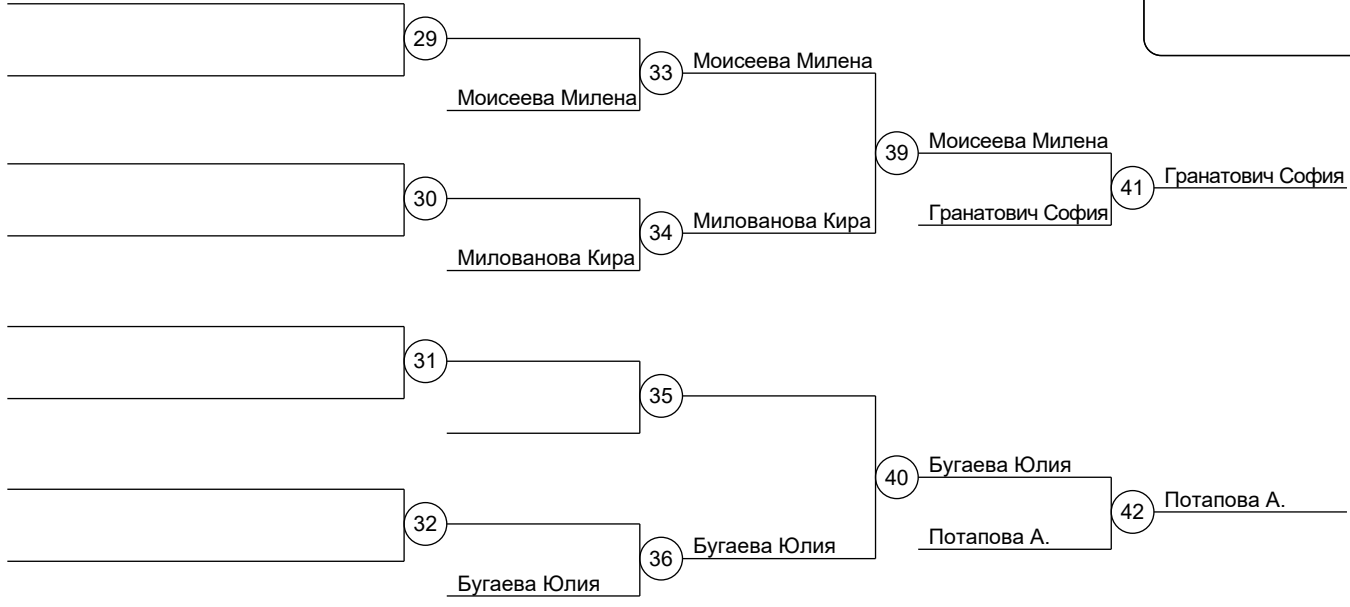 29
33
Моисеева Милена
Моисеева Милена
39
Моисеева Милена
41
Гранатович София
30
34
Милованова Кира
Гранатович София
Милованова Кира
31
35
40
Бугаева Юлия
42
Потапова А.
32
36
Бугаева Юлия
Потапова А.
Бугаева Юлия